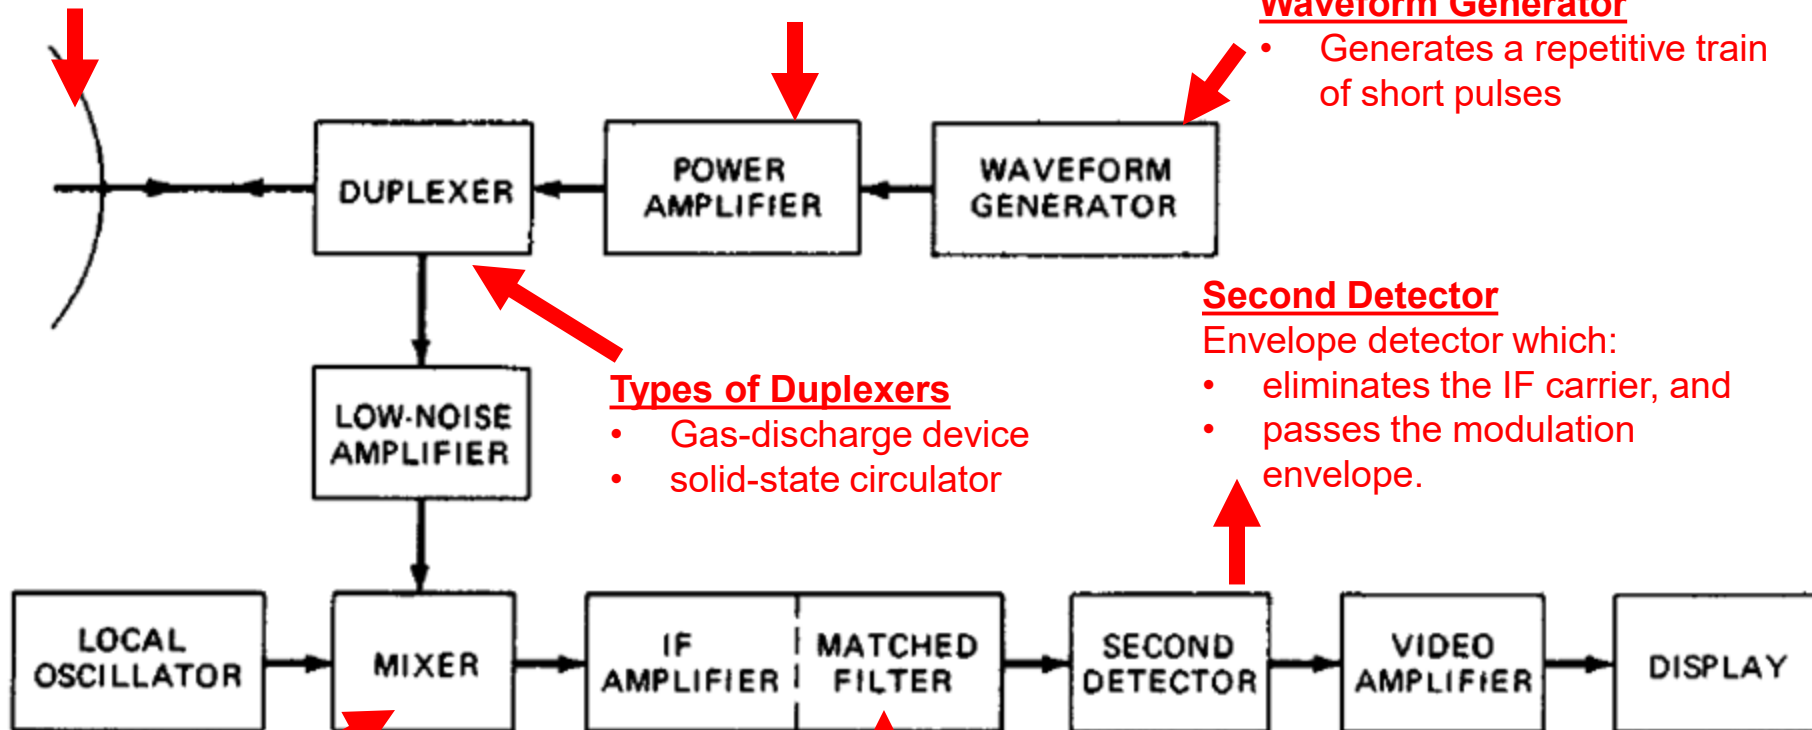 Waveform Generator
• Generates a repetitive train
of short pulses
DUPLEXER
POWER
AMPLIFIER
WAVEFORM
GENERATOR
Second Detector
Envelope detector which:
• eliminates the IF carrier, and
• passes the modulation
envelope.
Types of Duplexers
• Gas-discharge device
• solid-state circulator
LOW-NOISE
AMPLIFIER
LOCAL
OSCILLATOR
MIXER
IF
AMPLIFIER
MATCHED
FILTER
SECOND
DETECTOR
VIDEO
AMPLIFIER
DISPLAY